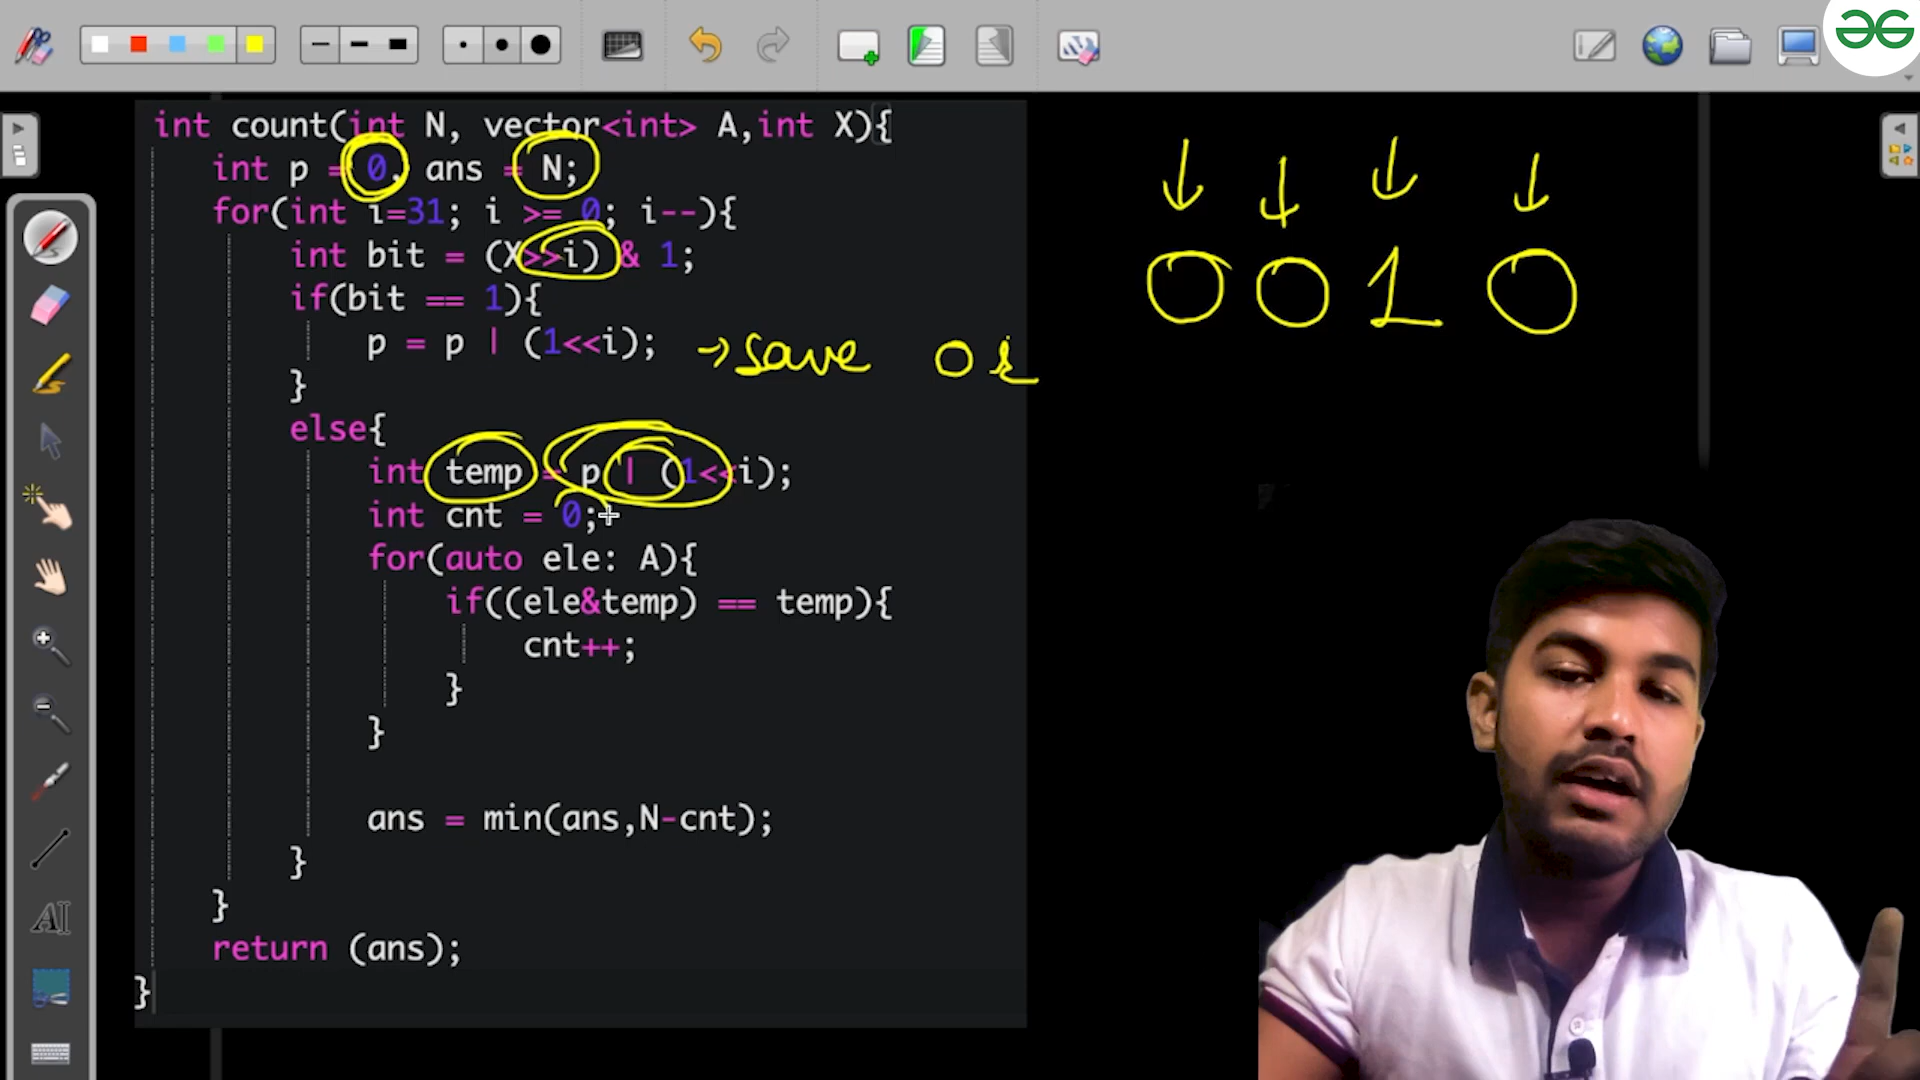 int count(int N, vector<int> A,int X){
int p = 0, ans = N;
for(int i=31; i >= 0; i--){
int bit = (X>>i) & 1;
if(bit == 1){
p = p | (1<<i);
→ save
}
else{
int temp = p | (1<<i);
int cnt = 0;
for(auto ele: A){
if((ele&temp) == temp){
cnt++;
}
}
ans = min(ans,N-cnt);
}
}
return (ans);
}
0 0 1 0